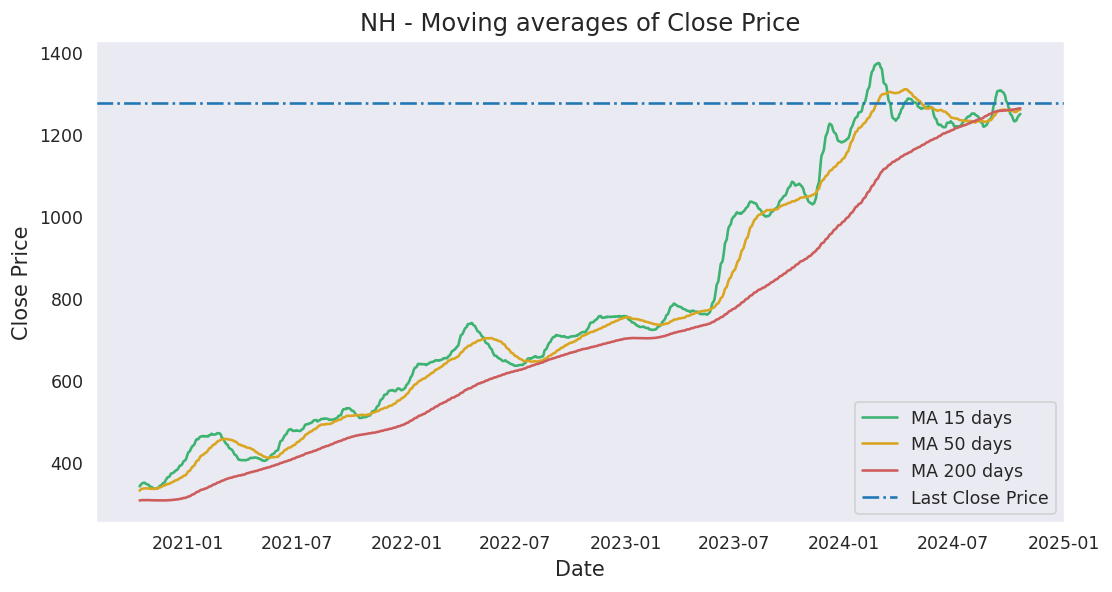 NH - Moving averages of Close Price
1400
1200
1000
800
600
400
Close Price
MA 15 days
MA 50 days
MA 200 days
Last Close Price
2021-01 2021-07 2022-01 2022-07 2023-01 2023-07 2024-01 2024-07 2025-01
Date